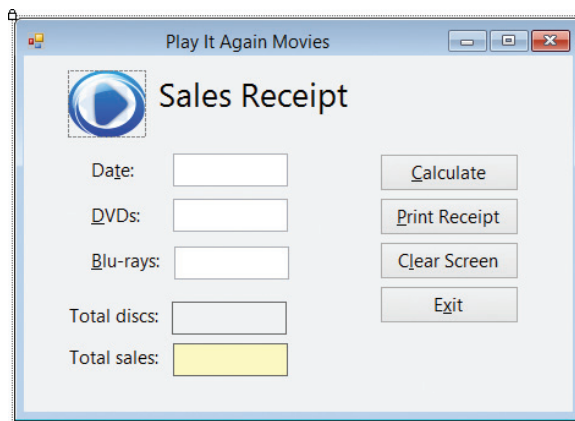 Play It Again Movies
Sales Receipt
Date:
DVDs:
Blu-rays:
Total discs:
Total sales:
Calculate
Print Receipt
Clear Screen
Exit